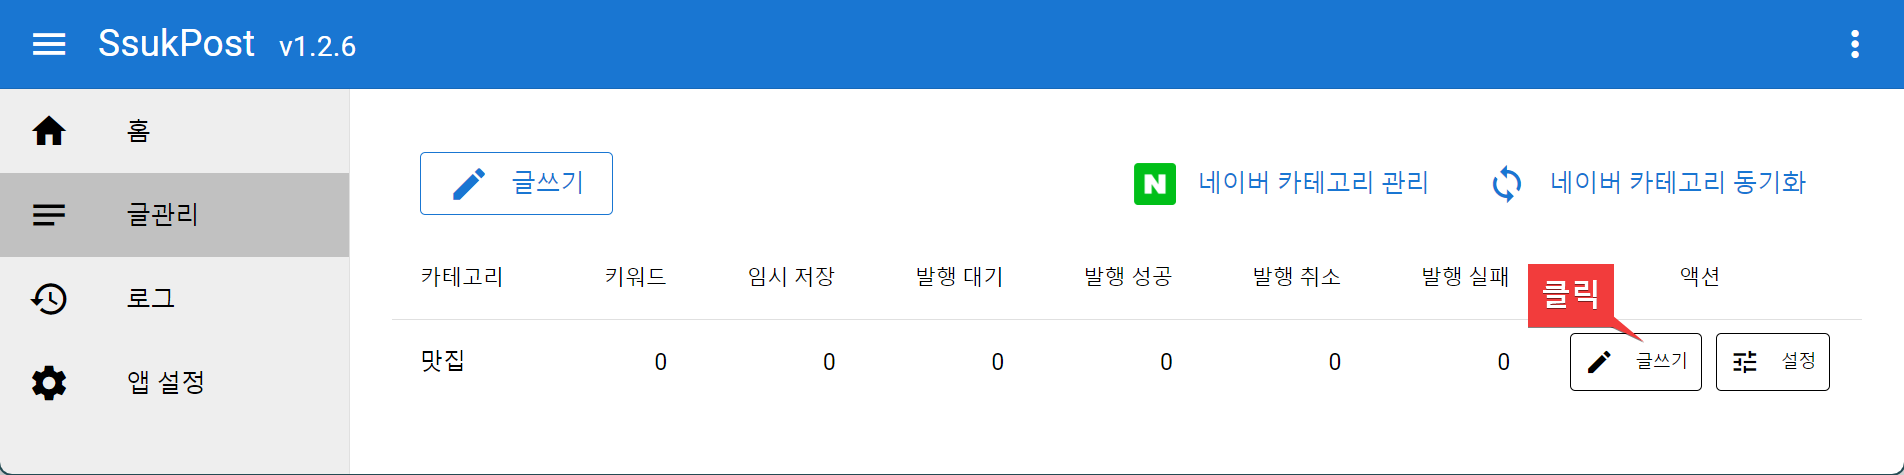 SsukPost v1.2.6
홈
글관리
로그
앱 설정
글쓰기
N 네이버 카테고리 관리
네이버 카테고리 동기화
카테고리 키워드 임시 저장 발행 대기 발행 성공 발행 취소 발행 실패 액션
클릭
맛집 0 0 0 0 0 0 글쓰기 설정